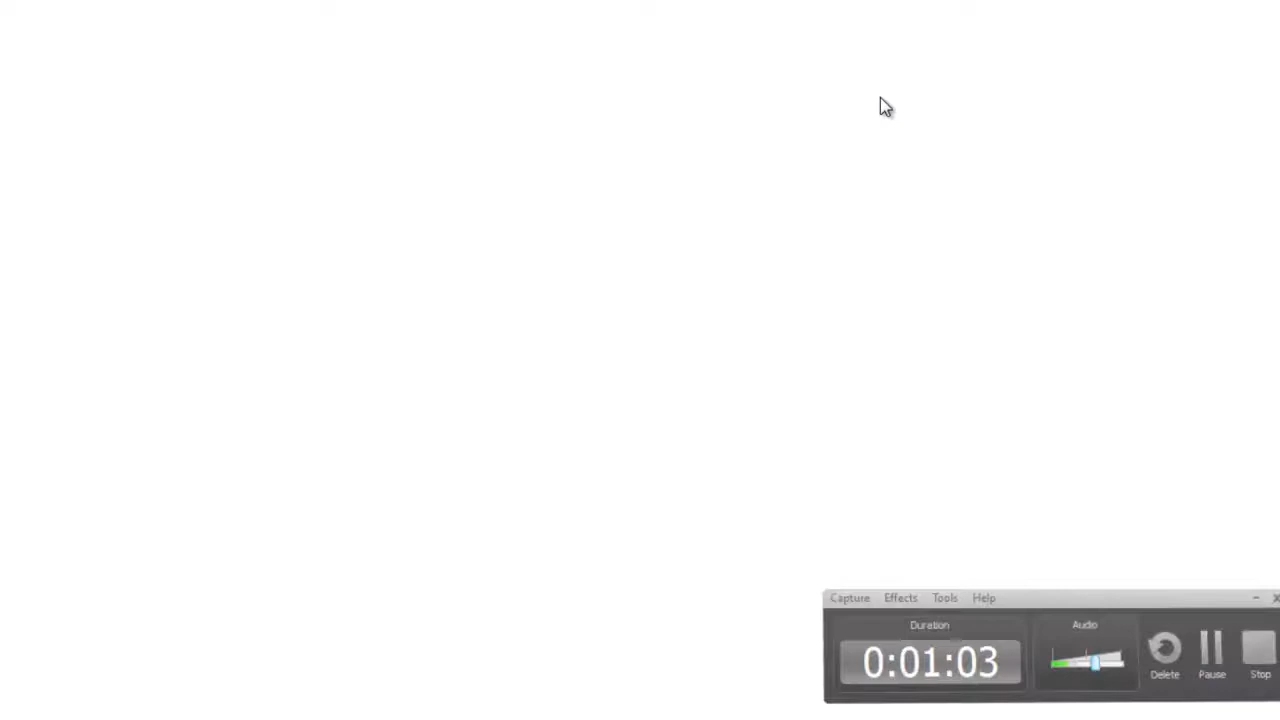 Capture Effects Tools Help
Duration
Audio
0:01:03
Delete Pause Stop